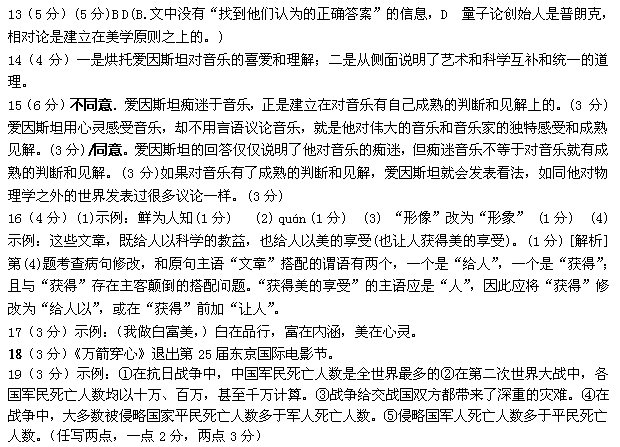 13（5分）(5分)BD(B.文中没有“找到他们认为的正确答案”的信息，D 量子论创始人是普朗克，
相对论是建立在美学原则之上的。)
14（4分）一是烘托爱因斯坦对音乐的喜爱和理解；二是从侧面说明了艺术和科学互补和统一的道
理。
15（6分）不同意．爱因斯坦痴迷于音乐，正是建立在对音乐有自己成熟的判断和见解上的。(3 分)
爱因斯坦用心灵感受音乐，却不用言语议论音乐，就是他对伟大的音乐和音乐家的独特感受和成熟
见解。(3分)/同意。爱因斯坦的回答仅仅说明了他对音乐的痴迷，但痴迷音乐不等于对音乐就有成
熟的判断和见解。(3 分)如果对音乐有了成熟的判断和见解，爱因斯坦就会发表看法，如同他对物
理学之外的世界发表过很多议论一样。(3分)
16（4分）(1)示例：鲜为人知(1分) (2)quán(1分) (3) “形像”改为“形象” (1分) (4)
示例：这些文章，既给人以科学的教益，也给人以美的享受(也让人获得美的享受)。(1分)[解析]
第(4)题考查病句修改，和原句主语“文章”搭配的谓语有两个，一个是“给人”，一个是“获得”；
且与“获得”存在主客颠倒的搭配问题。“获得美的享受”的主语应是“人”，因此应将“获得”修
改为“给人以”，或在“获得”前加“让人”。
17（3分）示例：(我做白富美，)白在品行，富在内涵，美在心灵。
18（3分）《万箭穿心》退出第25届东京国际电影节。
19（3分）示例：①在抗日战争中，中国军民死亡人数是全世界最多的②在第二次世界大战中，各
国军民死亡人数均以十万、百万，甚至千万计算。③战争给交战国双方都带来了深重的灾难。④在
战争中，大多数被侵略国家平民死亡人数多于军人死亡人数。⑤侵略国军人死亡人数多于平民死亡
人数。(任写两点，一点2分，两点3分)